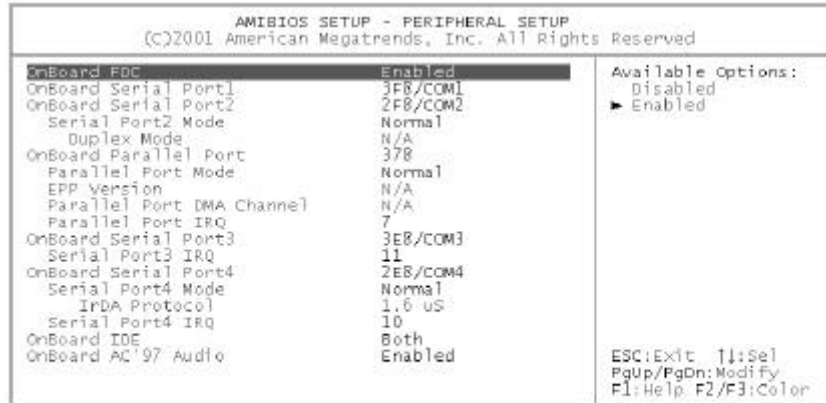 AMIBIOS SETUP - PERIPHERAL SETUP
(C)2001 American Megatrends, Inc. All Rights Reserved
OnBoard FDC Enabled
OnBoard Serial Port1 3F8/COM1
OnBoard Serial Port2 2F8/COM2
Serial Port2 Mode Normal
Duplex Mode N/A
OnBoard Parallel Port 378
Parallel Port Mode Normal
EPP Version N/A
Parallel Port DMA Channel N/A
Parallel Port IRQ 7
OnBoard Serial Port3 3E8/COM3
Serial Port3 IRQ 11
OnBoard Serial Port4 2E8/COM4
Serial Port4 Mode Normal
IrDA Protocol 1.6 uS
Serial Port4 IRQ 10
OnBoard IDE Both
OnBoard AC'97 Audio Enabled
Available Options:
Disabled
► Enabled
ESC:Exit ↑↓:Sel
PgUp/PgDn:Modify
F1:Help F2/F3:Color